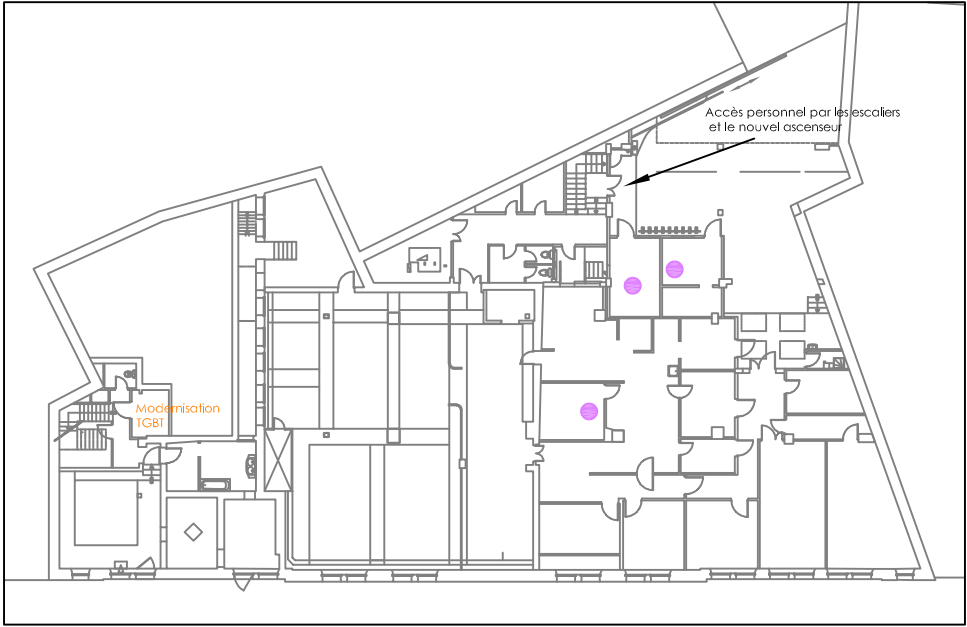 Accès personnel par les escaliers
et le nouvel ascenseur
Modernisation
TGBT